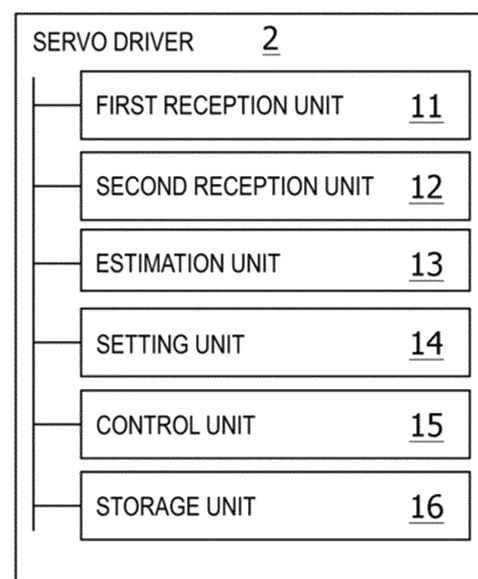 SERVO DRIVER 2
FIRST RECEPTION UNIT 11
SECOND RECEPTION UNIT 12
ESTIMATION UNIT 13
SETTING UNIT 14
CONTROL UNIT 15
STORAGE UNIT 16